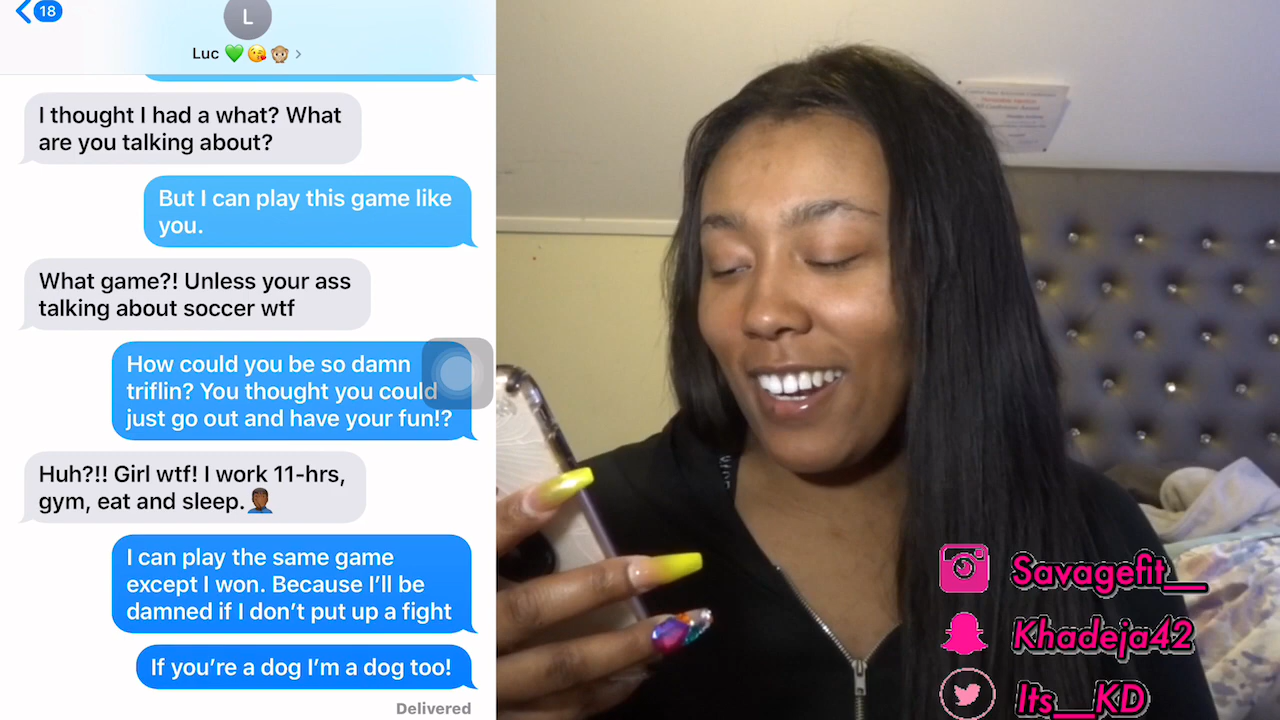 18
L
Luc 💚😘🙊 >
I thought I had a what? What
are you talking about?
But I can play this game like
you.
What game?! Unless your ass
talking about soccer wtf
How could you be so damn
triflin? You thought you could
just go out and have your fun!?
Huh?!! Girl wtf! I work 11-hrs,
gym, eat and sleep.🤦🏾‍♂️
I can play the same game
except I won. Because I’ll be
damned if I don’t put up a fight
If you’re a dog I’m a dog too!
Delivered
Savagefit__
Khadeja42
Its__KD